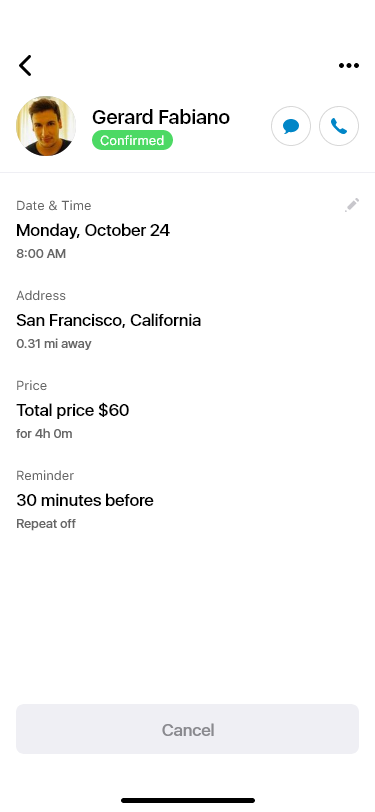 Gerard Fabiano
Confirmed
Date & Time
Monday, October 24
8:00 AM
Address
San Francisco, California
0.31 mi away
Price
Total price $60
for 4h 0m
Reminder
30 minutes before
Repeat off
Cancel